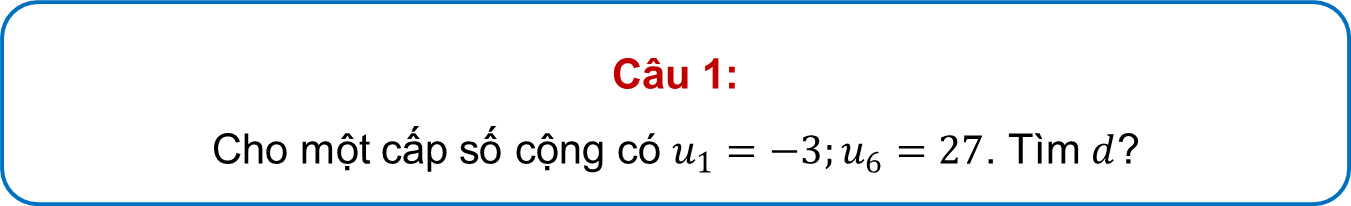 Câu 1:
Cho một cấp số cộng có 𝑢₁ = −3; 𝑢₆ = 27. Tìm 𝑑?